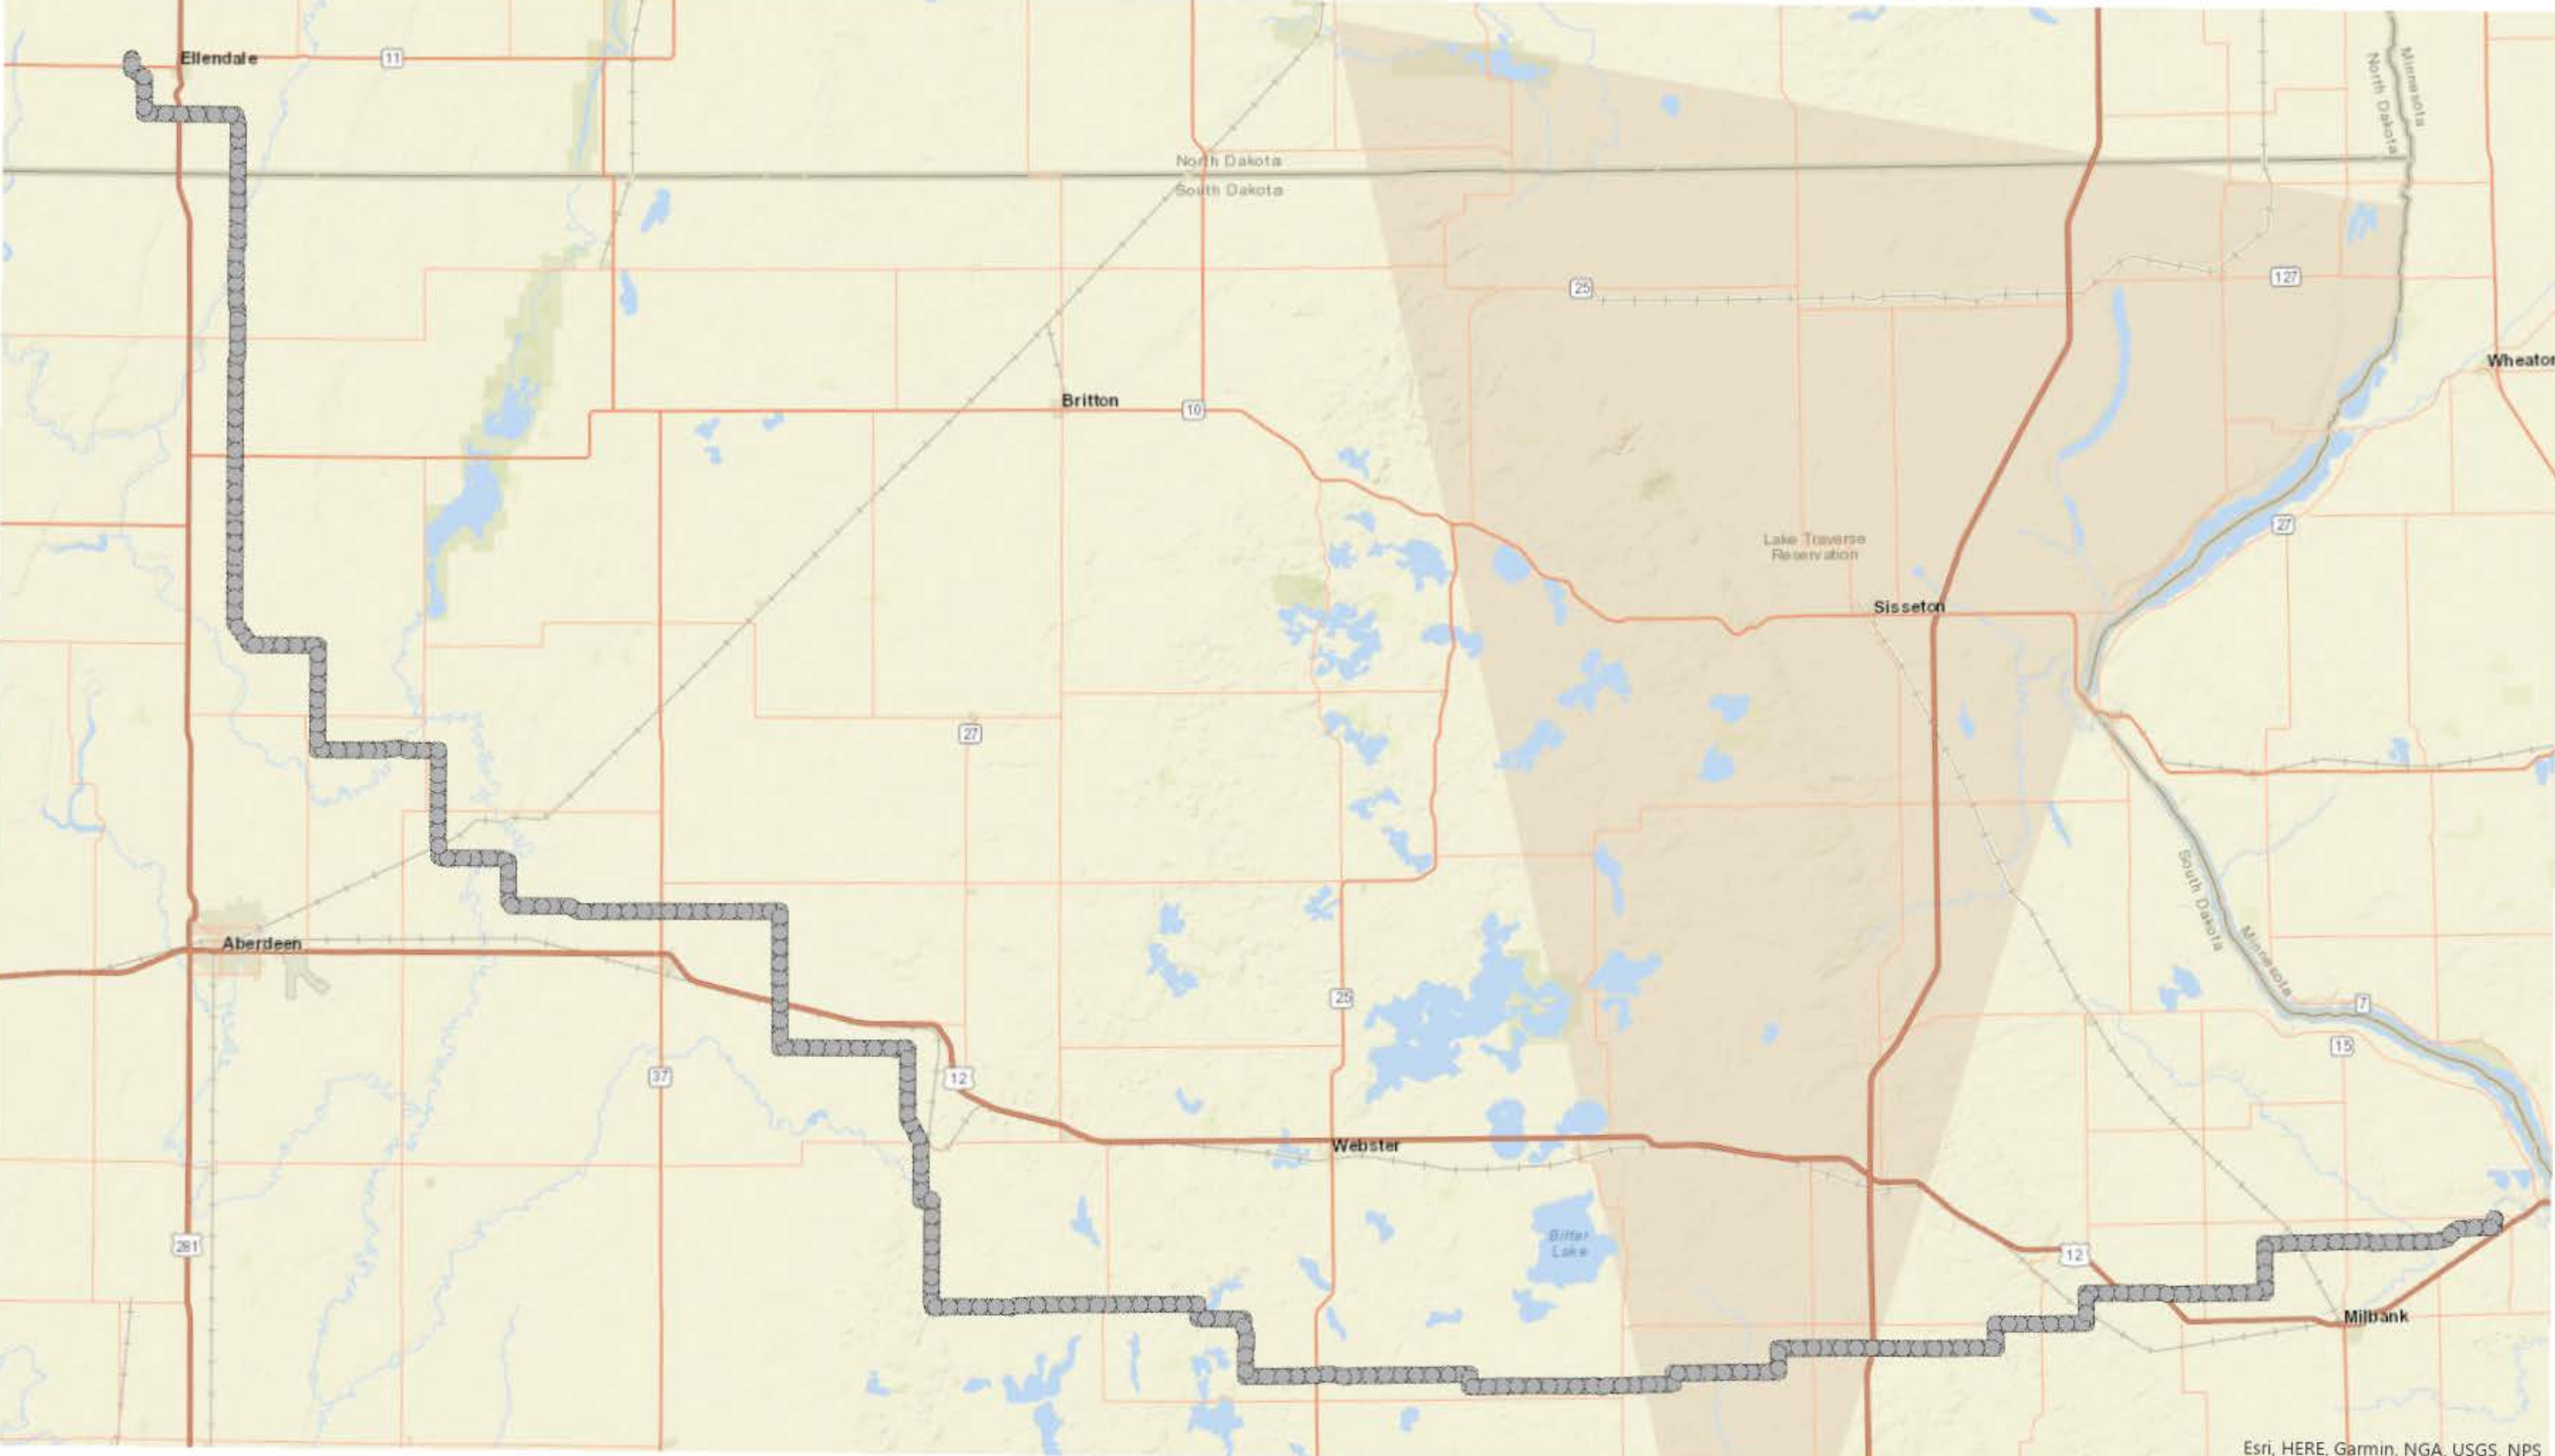 Ellendale
11
Minnesota
North Dakota
North Dakota
South Dakota
25
127
Wheaton
Britton
10
27
Lake Traverse
Reservation
Sisseton
27
South Dakota
Minnesota
Aberdeen
25
7
15
37
12
Webster
281
Bitter
Lake
12
Milbank
Esri, HERE, Garmin, NGA, USGS, NPS